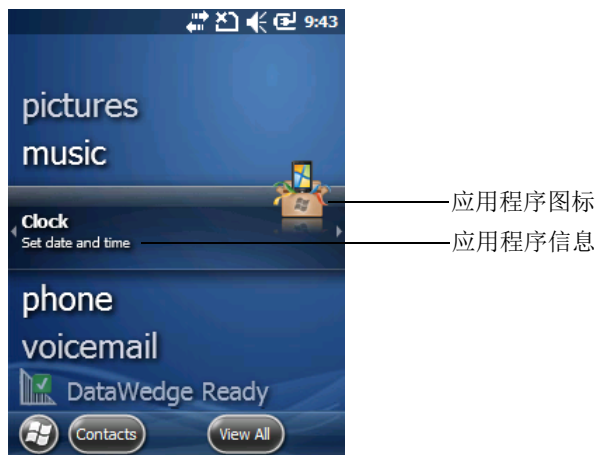 9:43
pictures
music
应用程序图标
Clock
Set date and time
应用程序信息
phone
voicemail
DataWedge Ready
Contacts
View All